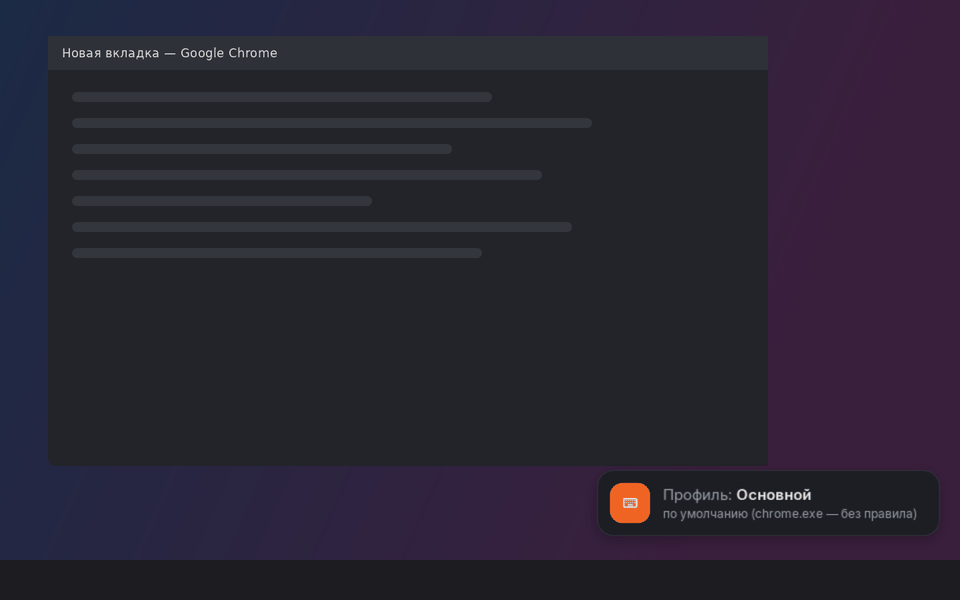 Новая вкладка — Google Chrome
Профиль: Основной
по умолчанию (chrome.exe — без правила)